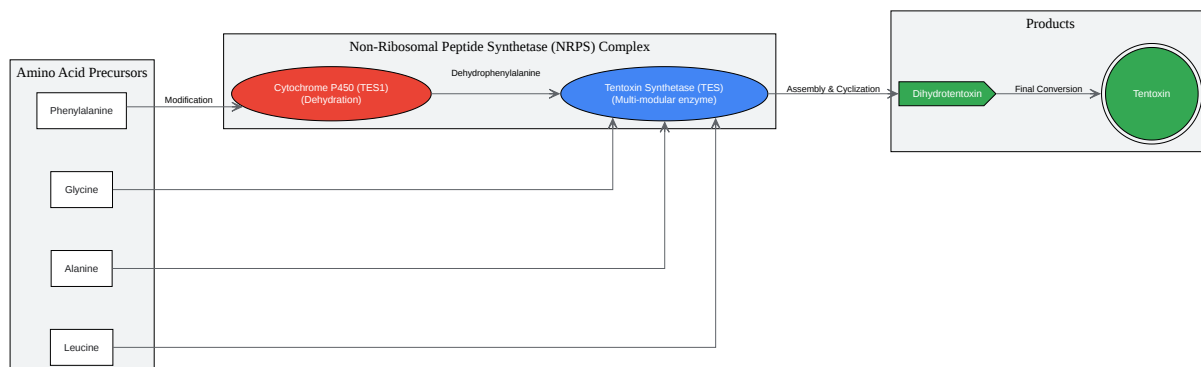 Products
Non-Ribosomal Peptide Synthetase (NRPS) Complex
Amino Acid Precursors
Phenylalanine
Modification
Cytochrome P450 (TES1)
(Dehydration)
Dehydrophenylalanine
Tentoxin Synthetase (TES)
(Multi-modular enzyme)
Assembly & Cyclization
Dihydrotentoxin
Final Conversion
Tentoxin
Glycine
Alanine
Leucine